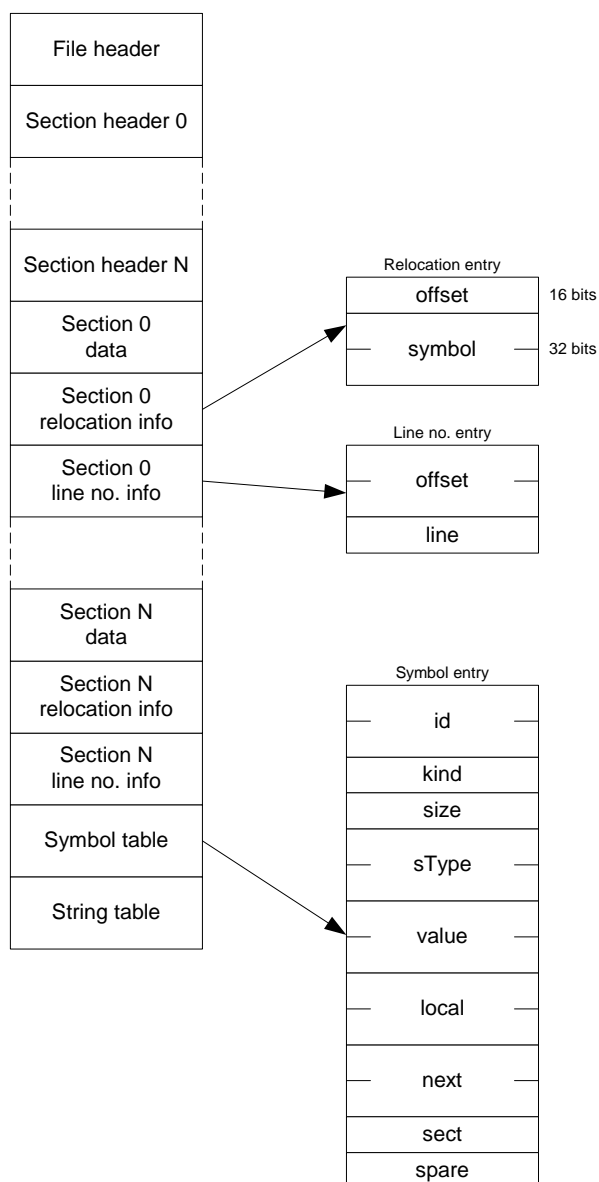 File header
Section header 0
Section header N
Section 0
data
Section 0
relocation info
Section 0
line no. info
Section N
data
Section N
relocation info
Section N
line no. info
Symbol table
String table
Relocation entry
offset
16 bits
symbol
32 bits
Line no. entry
offset
line
Symbol entry
id
kind
size
sType
value
local
next
sect
spare